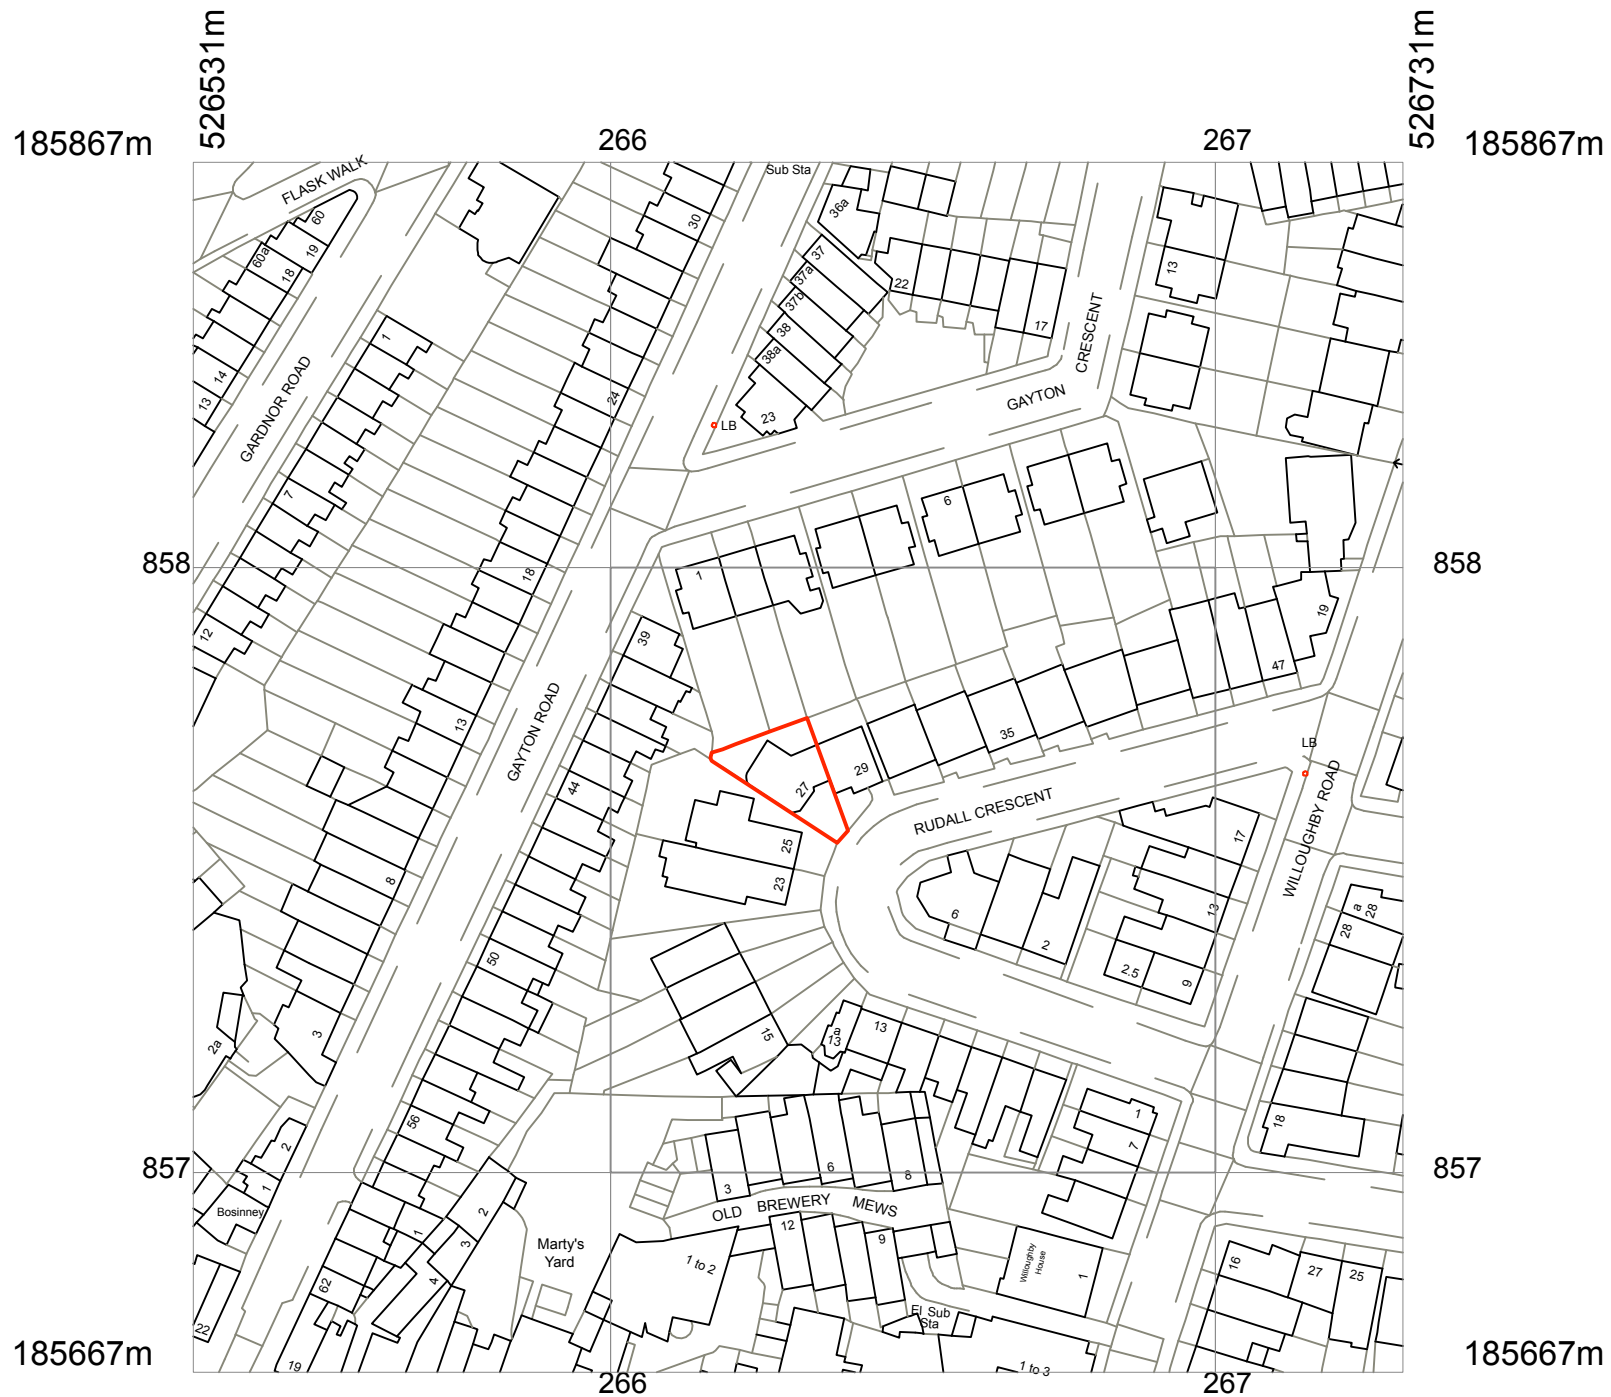 526531m
526731m
185867m
266
267
185867m
FLASK WALK
Sub Sta
60
36a
30
60a
19
18
37
37a
37b
22
13
38
17
38a
1
CRESCENT
14
13
GARDNOR ROAD
24
GAYTON
23
LB
7
6
858
18
1
858
12
39
19
47
13
GAYTON ROAD
35
LB
29
44
27
RUDALL CRESCENT
WILLOUGHBY ROAD
25
17
8
23
6
13
a
28
28
2
50
2.5
9
3
2a
15
a
13
13
56
1
18
7
2
857
6
8
857
1
3
Bosinney
2
OLD BREWERY MEWS
12
1
3
9
Marty's
Yard
1 to 2
Willoughby
House
1
16
27
25
4
62
El Sub
Sta
22
19
1 to 3
185667m
185667m
266
267